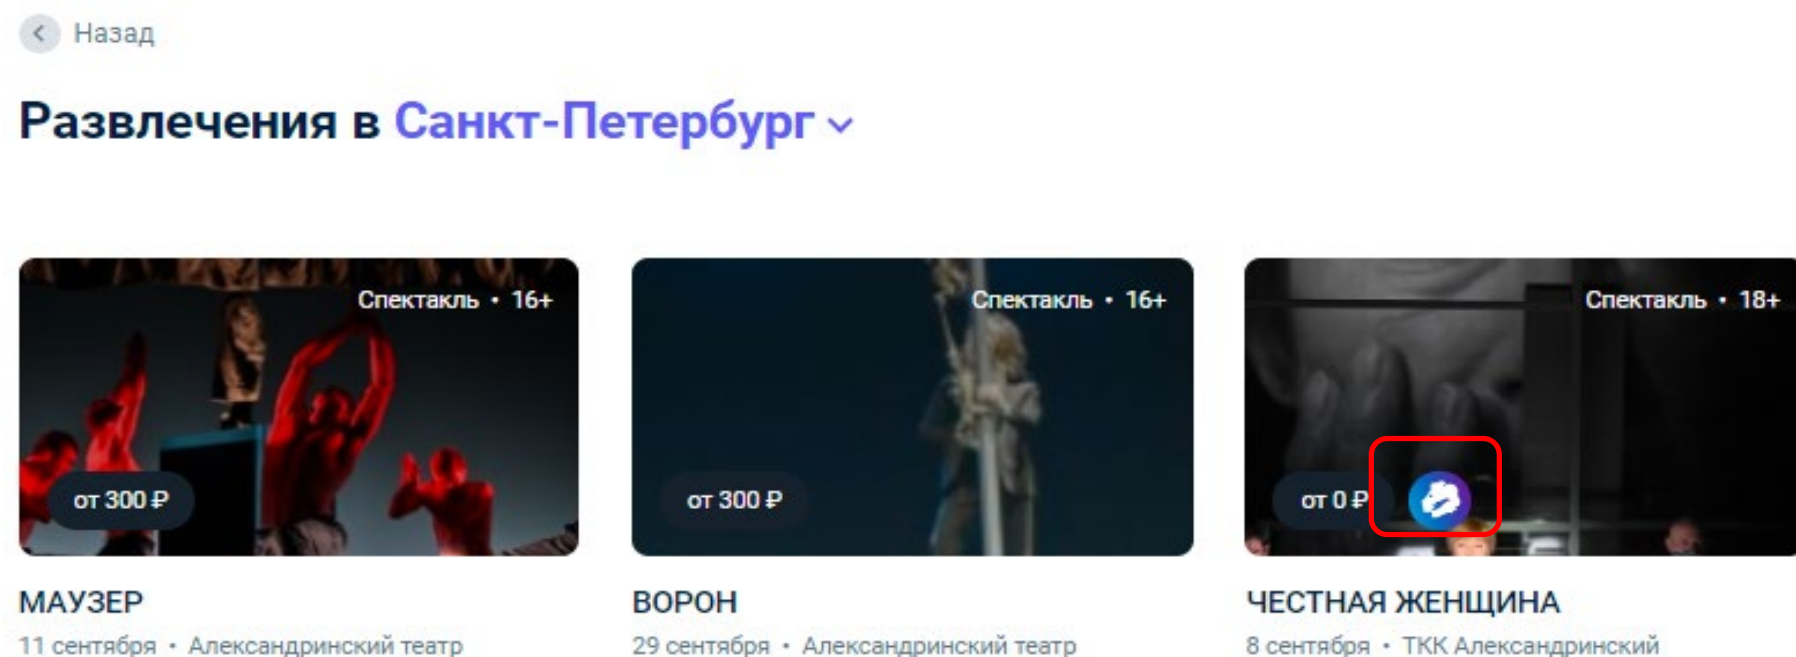 Назад
Развлечения в Санкт-Петербург
Спектакль • 16+
от 300 ₽
МАУЗЕР
11 сентября • Александринский театр
Спектакль • 16+
от 300 ₽
ВОРОН
29 сентября • Александринский театр
Спектакль • 18+
от 0 ₽
ЧЕСТНАЯ ЖЕНЩИНА
8 сентября • ТКК Александринский